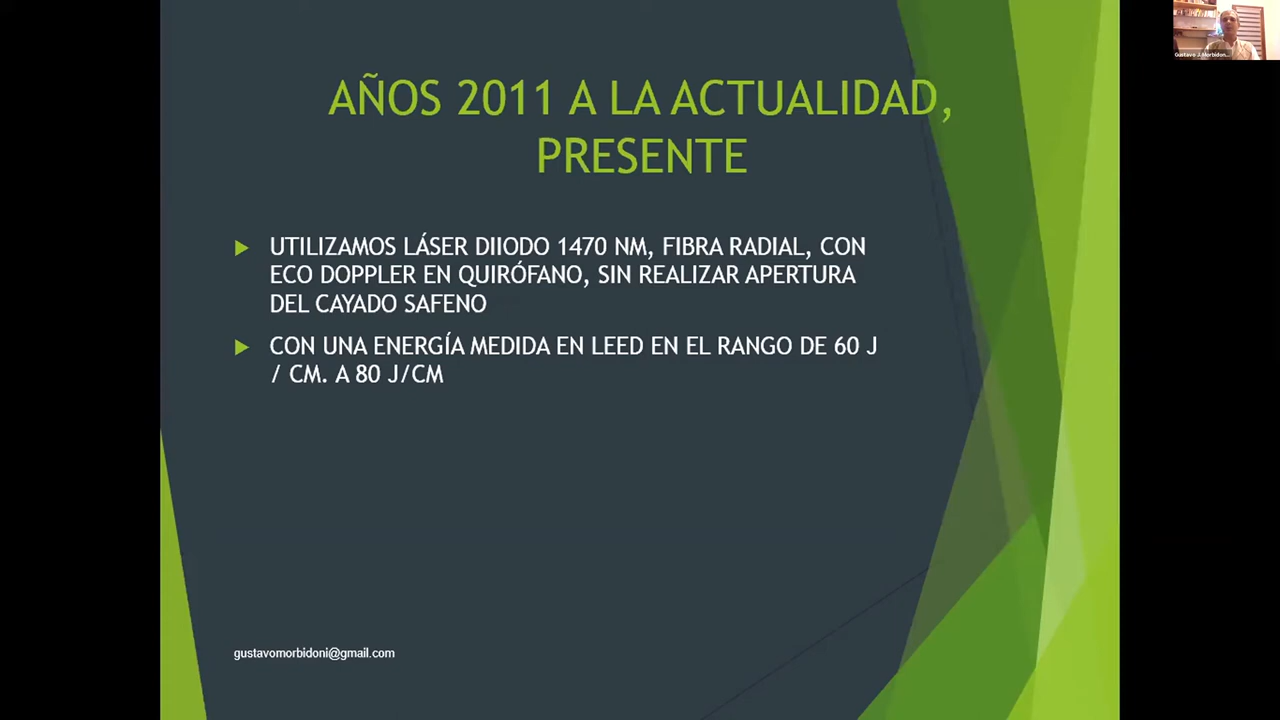 AÑOS 2011 A LA ACTUALIDAD,
PRESENTE
UTILIZAMOS LÁSER DIIODO 1470 NM, FIBRA RADIAL, CON
ECO DOPPLER EN QUIRÓFANO, SIN REALIZAR APERTURA
DEL CAYADO SAFENO
CON UNA ENERGÍA MEDIDA EN LEED EN EL RANGO DE 60 J
/ CM. A 80 J/CM
gustavomorbidoni@gmail.com
Gustavo J Morbidon...